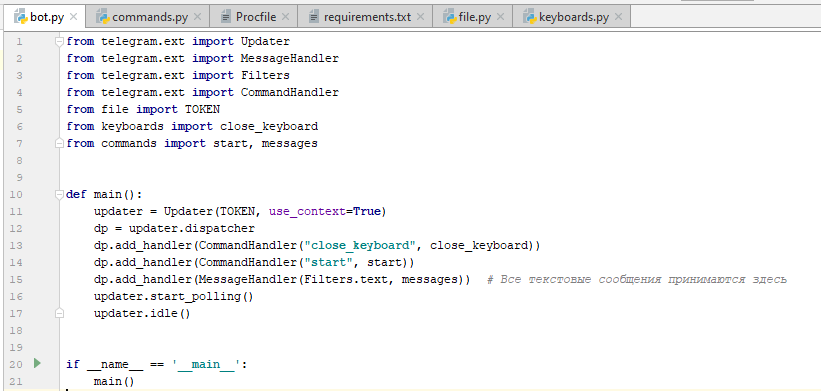 bot.py commands.py Procfile requirements.txt file.py keyboards.py
1 from telegram.ext import Updater
2 from telegram.ext import MessageHandler
3 from telegram.ext import Filters
4 from telegram.ext import CommandHandler
5 from file import TOKEN
6 from keyboards import close_keyboard
7 from commands import start, messages
8
9
10 def main():
11     updater = Updater(TOKEN, use_context=True)
12     dp = updater.dispatcher
13     dp.add_handler(CommandHandler("close_keyboard", close_keyboard))
14     dp.add_handler(CommandHandler("start", start))
15     dp.add_handler(MessageHandler(Filters.text, messages))  # Все текстовые сообщения принимаются здесь
16     updater.start_polling()
17     updater.idle()
18
19
20 if __name__ == '__main__':
21     main()